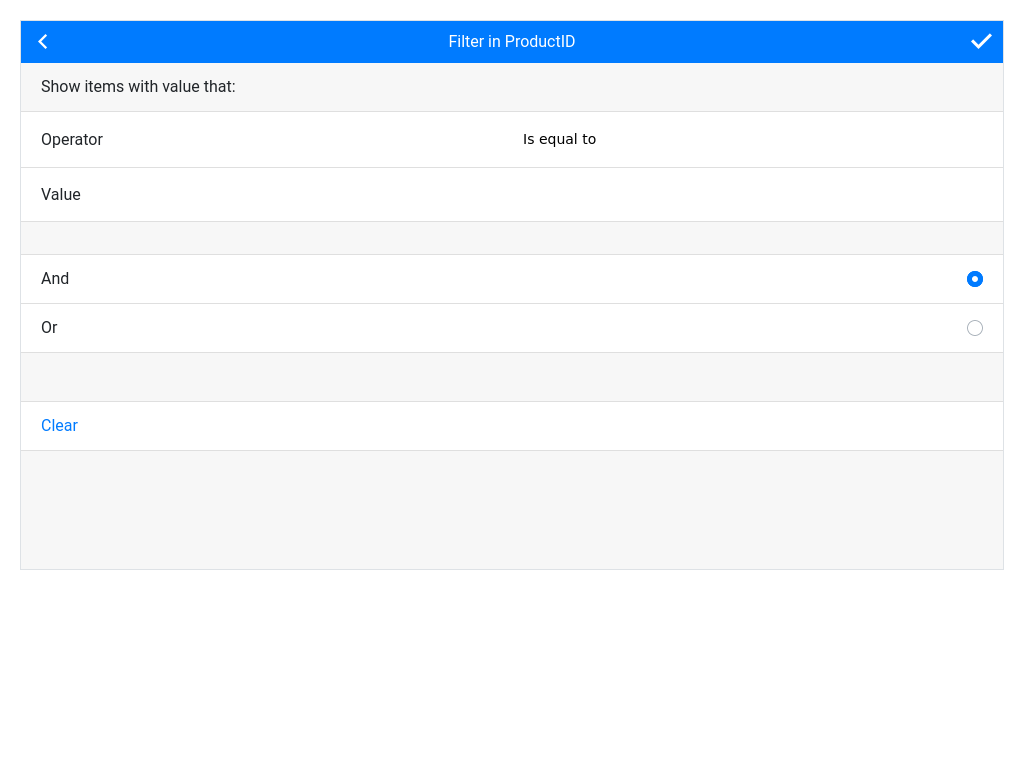 Filter in ProductID
Show items with value that:
Operator Is equal to
Value
And
Or
Clear